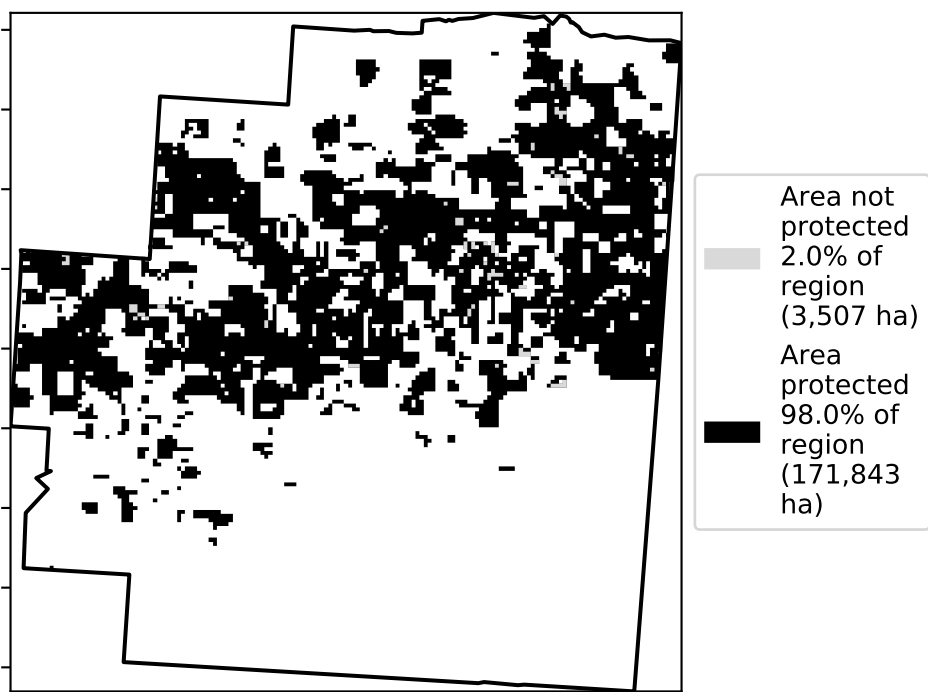 Area not
protected
2.0% of
region
(3,507 ha)
Area
protected
98.0% of
region
(171,843
ha)